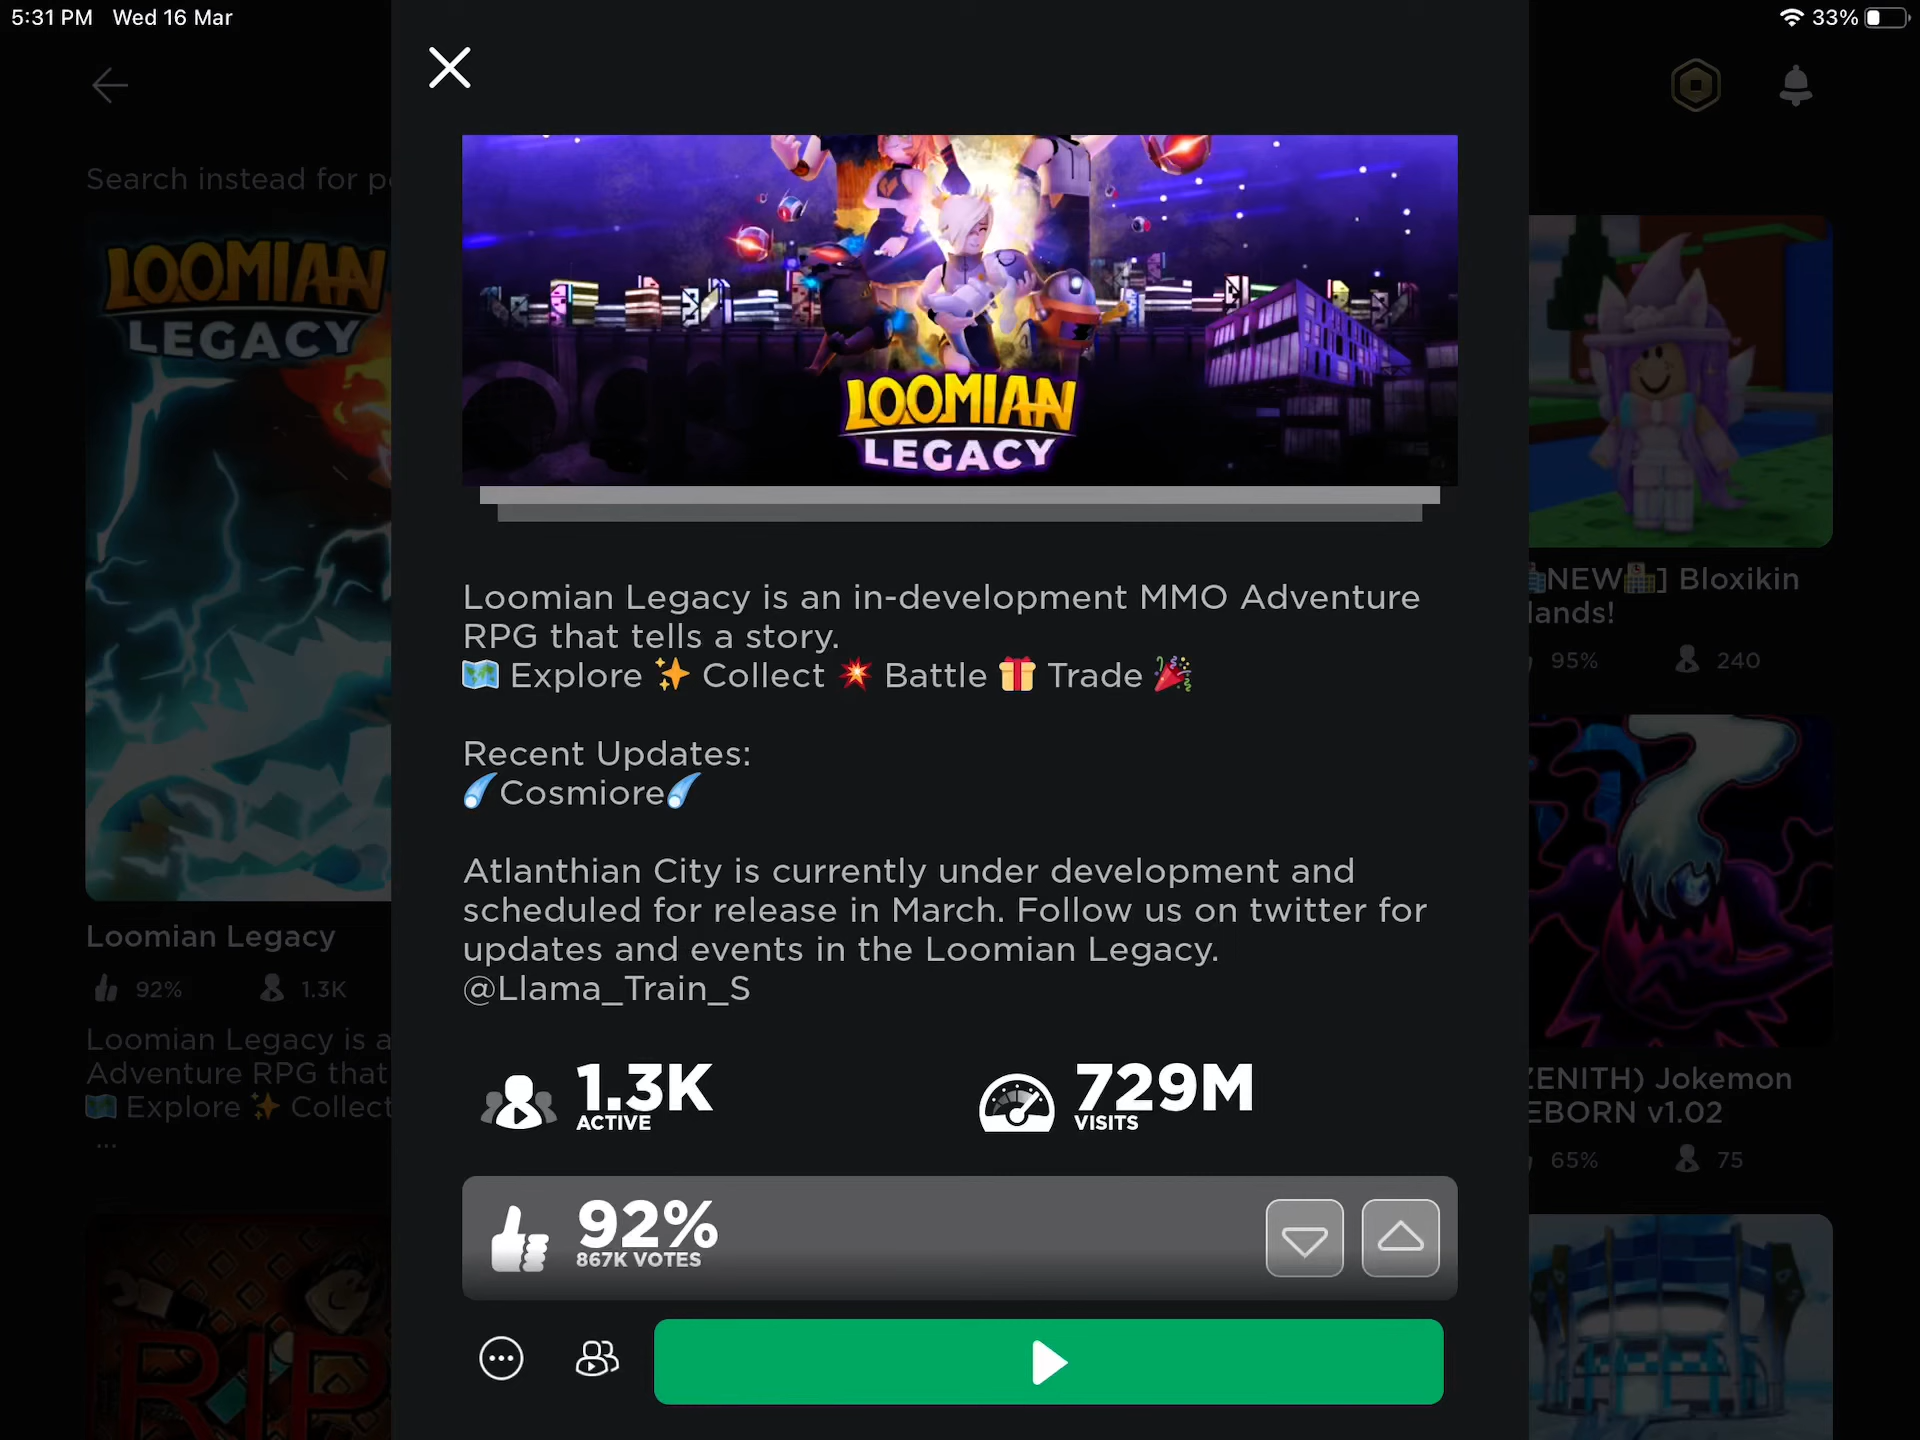 5:31 PM Wed 16 Mar
33%
Search instead for p
LOOMIAN
LEGACY
Loomian Legacy
92% 1.3K
Loomian Legacy is a
Adventure RPG that
🗺️ Explore ✨ Collect
...
RIP
LOOMIAN
LEGACY
Loomian Legacy is an in-development MMO Adventure
RPG that tells a story.
🗺️ Explore ✨ Collect 💥 Battle 🎁 Trade 🎉
Recent Updates:
☄️Cosmiore☄️
Atlanthian City is currently under development and
scheduled for release in March. Follow us on twitter for
updates and events in the Loomian Legacy.
@Llama_Train_S
1.3K
ACTIVE
729M
VISITS
92%
867K VOTES
NEW🏰] Bloxikin
lands!
95% 240
ZENITH) Jokemon
EBORN v1.02
65% 75